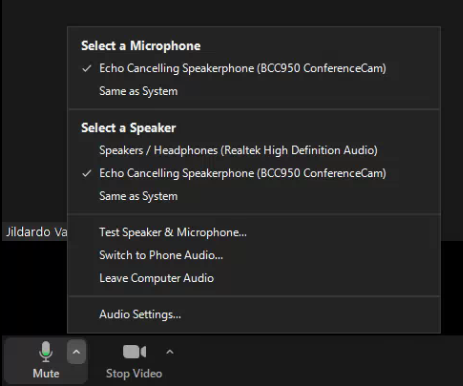 Select a Microphone
Echo Cancelling Speakerphone (BCC950 ConferenceCam)
Same as System
Select a Speaker
Speakers / Headphones (Realtek High Definition Audio)
Echo Cancelling Speakerphone (BCC950 ConferenceCam)
Same as System
Jildardo Va
Test Speaker & Microphone...
Switch to Phone Audio...
Leave Computer Audio
Audio Settings...
Mute
Stop Video